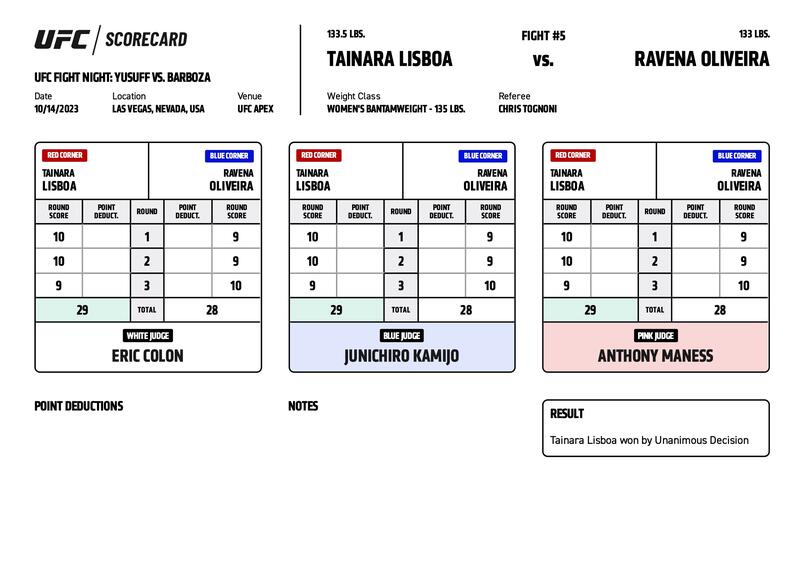 UFC / SCORECARD
UFC FIGHT NIGHT: YUSUFF VS. BARBOZA
Date Location Venue
10/14/2023 LAS VEGAS, NEVADA, USA UFC APEX
133.5 LBS. FIGHT #5 133 LBS.
TAINARA LISBOA vs. RAVENA OLIVEIRA
Weight Class Referee
WOMEN'S BANTAMWEIGHT - 135 LBS. CHRIS TOGNONI
RED CORNER BLUE CORNER
TAINARA RAVENA
LISBOA OLIVEIRA
ROUND POINT ROUND POINT ROUND
SCORE DEDUCT. DEDUCT. SCORE
10 1 9
10 2 9
9 3 10
29 TOTAL 28
WHITE JUDGE
ERIC COLON
RED CORNER BLUE CORNER
TAINARA RAVENA
LISBOA OLIVEIRA
ROUND POINT ROUND POINT ROUND
SCORE DEDUCT. DEDUCT. SCORE
10 1 9
10 2 9
9 3 10
29 TOTAL 28
BLUE JUDGE
JUNICHIRO KAMIJO
RED CORNER BLUE CORNER
TAINARA RAVENA
LISBOA OLIVEIRA
ROUND POINT ROUND POINT ROUND
SCORE DEDUCT. DEDUCT. SCORE
10 1 9
10 2 9
9 3 10
29 TOTAL 28
PINK JUDGE
ANTHONY MANESS
POINT DEDUCTIONS
NOTES
RESULT
Tainara Lisboa won by Unanimous Decision